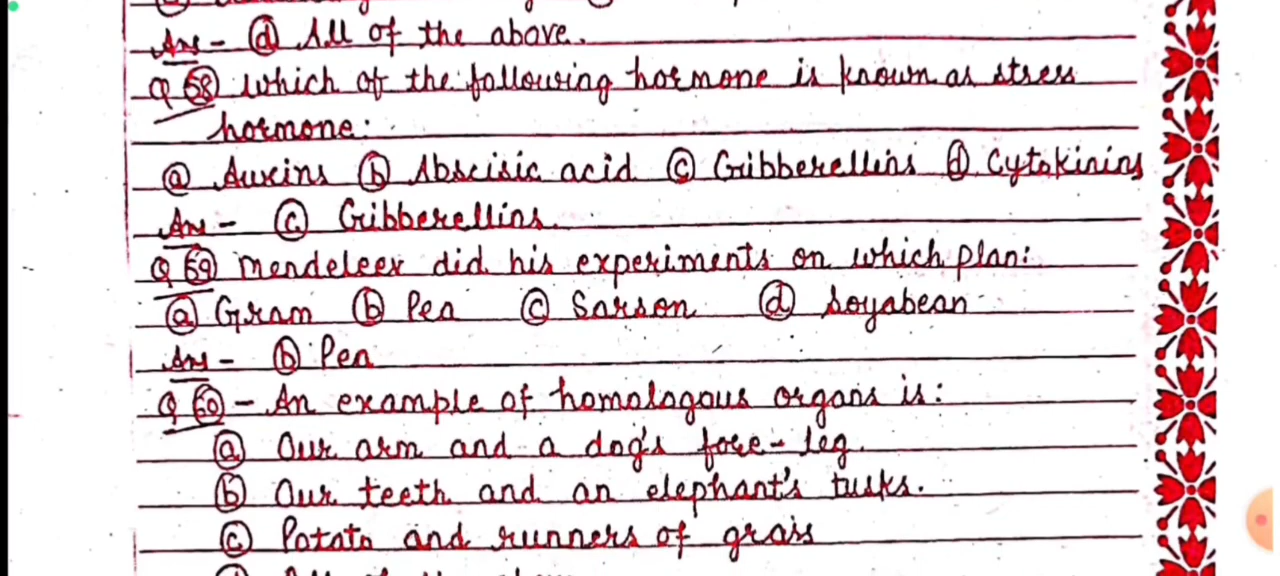 Ans - (d) All of the above.
Q (58) which of the following hormone is known as stress
hormone:
(a) Auxins (b) Abscisic acid (c) Gribberellins (d) Cytokinins
Ans - (c) Gribberellins.
Q (59) mendeleev did his experiments on which plan:
(a) Gram (b) Pea (c) Sarson (d) Soyabean
Ans - (b) Pea
Q (60) - An example of homologous organs is:
(a) Our arm and a dog's fore-leg.
(b) Our teeth and an elephant's tusks.
(c) Potato and runners of grass